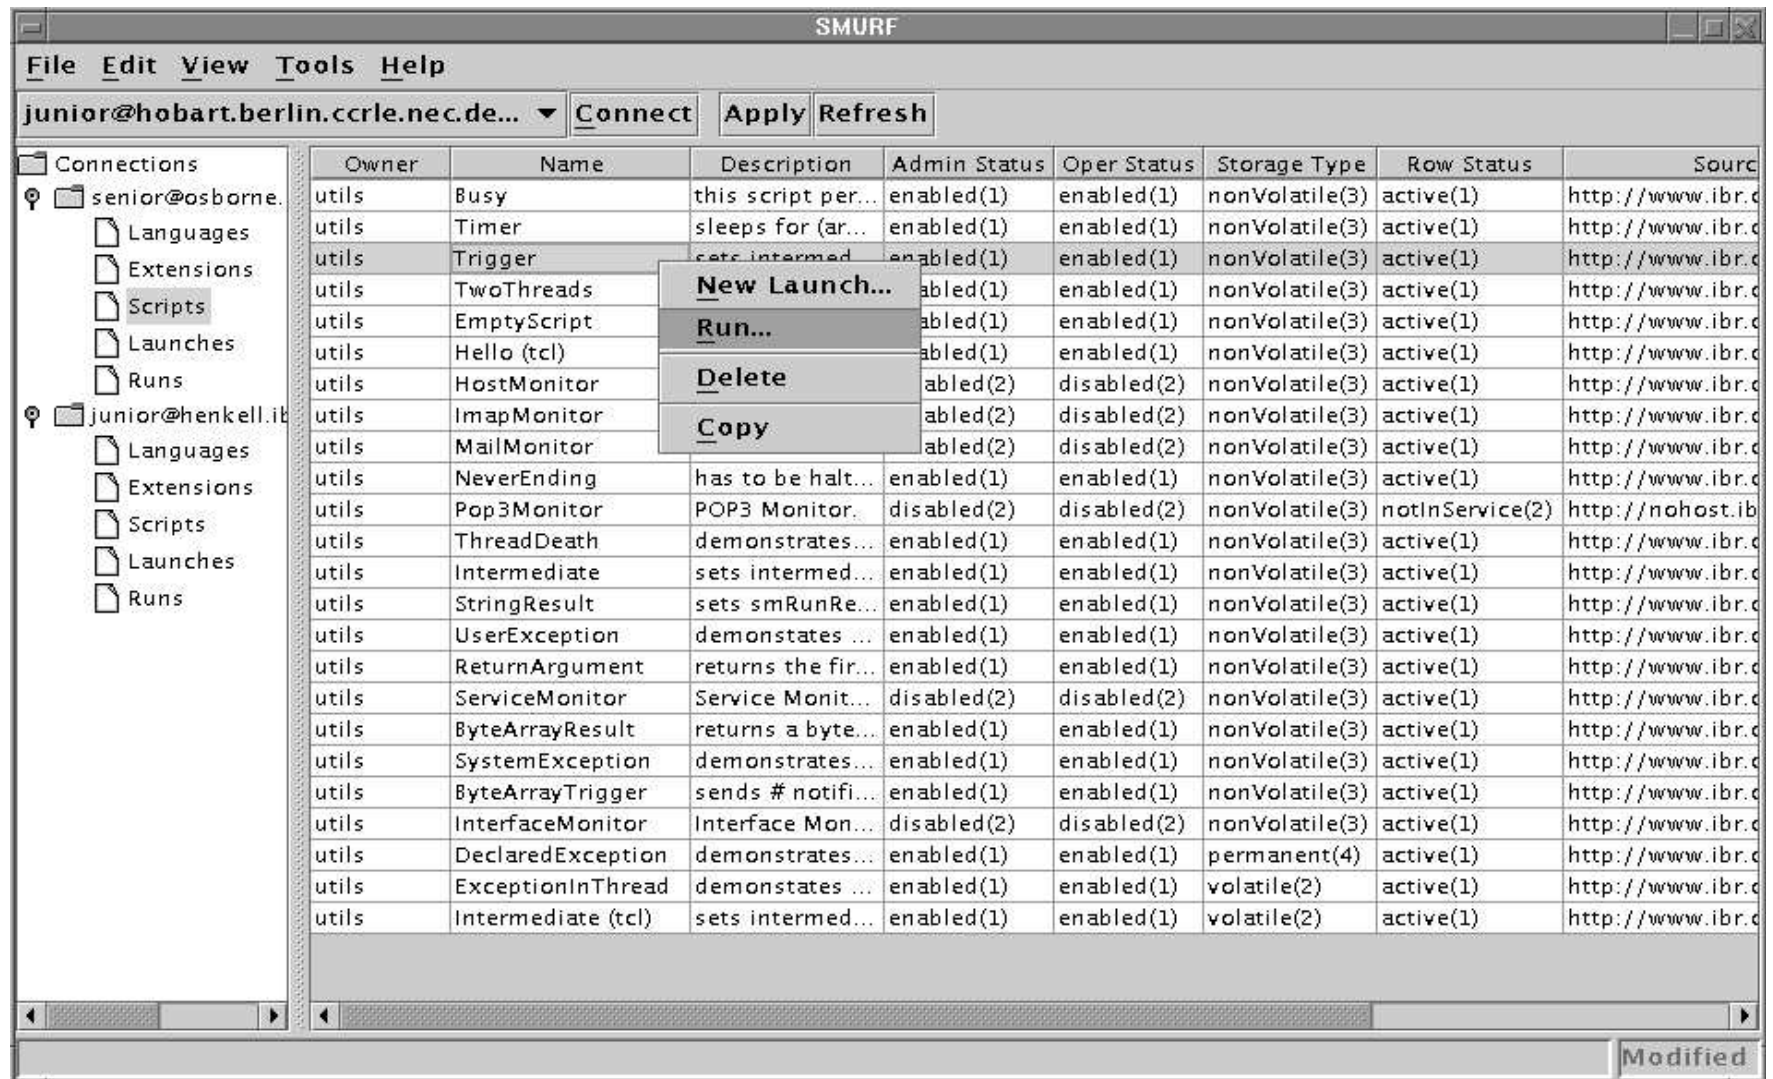 SMURF
File Edit View Tools Help
junior@hobart.berlin.ccrle.nec.de... Connect Apply Refresh
Connections
senior@osborne.
Languages
Extensions
Scripts
Launches
Runs
junior@henkell.ib
Languages
Extensions
Scripts
Launches
Runs
Owner Name Description Admin Status Oper Status Storage Type Row Status Sourc
utils Busy this script per... enabled(1) enabled(1) nonVolatile(3) active(1) http://www.ibr.d
utils Timer sleeps for (ar... enabled(1) enabled(1) nonVolatile(3) active(1) http://www.ibr.d
utils Trigger sets intermed... enabled(1) enabled(1) nonVolatile(3) active(1) http://www.ibr.d
utils TwoThreads abled(1) enabled(1) nonVolatile(3) active(1) http://www.ibr.d
utils EmptyScript abled(1) enabled(1) nonVolatile(3) active(1) http://www.ibr.d
utils Hello (tcl) abled(1) enabled(1) nonVolatile(3) active(1) http://www.ibr.d
utils HostMonitor abled(2) disabled(2) nonVolatile(3) active(1) http://www.ibr.d
utils ImapMonitor abled(2) disabled(2) nonVolatile(3) active(1) http://www.ibr.d
utils MailMonitor abled(2) disabled(2) nonVolatile(3) active(1) http://www.ibr.d
utils NeverEnding has to be halt... enabled(1) enabled(1) nonVolatile(3) active(1) http://www.ibr.d
utils Pop3Monitor POP3 Monitor. disabled(2) disabled(2) nonVolatile(3) notInService(2) http://nohost.ib
utils ThreadDeath demonstrates... enabled(1) enabled(1) nonVolatile(3) active(1) http://www.ibr.d
utils Intermediate sets intermed... enabled(1) enabled(1) nonVolatile(3) active(1) http://www.ibr.d
utils StringResult sets smRunRe... enabled(1) enabled(1) nonVolatile(3) active(1) http://www.ibr.d
utils UserException demonstates ... enabled(1) enabled(1) nonVolatile(3) active(1) http://www.ibr.d
utils ReturnArgument returns the fir... enabled(1) enabled(1) nonVolatile(3) active(1) http://www.ibr.d
utils ServiceMonitor Service Monit... disabled(2) disabled(2) nonVolatile(3) active(1) http://www.ibr.d
utils ByteArrayResult returns a byte... enabled(1) enabled(1) nonVolatile(3) active(1) http://www.ibr.d
utils SystemException demonstrates... enabled(1) enabled(1) nonVolatile(3) active(1) http://www.ibr.d
utils ByteArrayTrigger sends # notifi... enabled(1) enabled(1) nonVolatile(3) active(1) http://www.ibr.d
utils InterfaceMonitor Interface Mon... disabled(2) disabled(2) nonVolatile(3) active(1) http://www.ibr.d
utils DeclaredException demonstrates... enabled(1) enabled(1) permanent(4) active(1) http://www.ibr.d
utils ExceptionInThread demonstates ... enabled(1) enabled(1) volatile(2) active(1) http://www.ibr.d
utils Intermediate (tcl) sets intermed... enabled(1) enabled(1) volatile(2) active(1) http://www.ibr.d
New Launch...
Run...
Delete
Copy
Modified